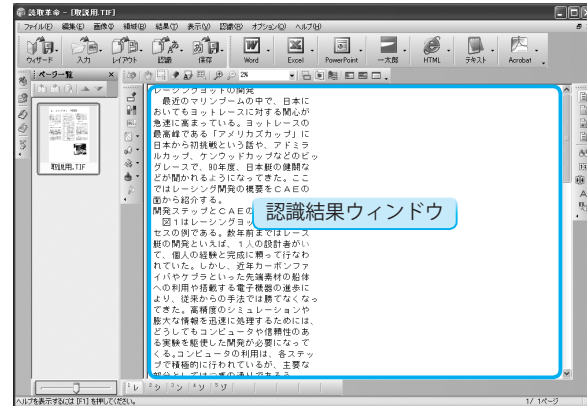 読取革命 - [取説用.TIF]
ファイル(F) 編集(E) 画像(I) 領域(R) 結果(T) 表示(V) 認識(B) オプション(O) ヘルプ(H)
ウィザード 入力 レイアウト 認識 保存 Word Excel PowerPoint 一太郎 HTML テキスト Acrobat
ページ一覧
2%
取説用.TIF
レーシングヨットの開発
最近のマリンブームの中で、日本に
おいてもヨットレースに対する関心が
急速に高まっている。ヨットレースの
最高峰である「アメリカズカップ」に
日本から初挑戦という話や、アドミラ
ルカップ、ケンウッドカップなどのビッ
グレースで、90年度、日本艇の健闘な
どが聞かれるようになってきた。ここ
ではレーシング開発の概要をCAEの
面から紹介する。
開発ステップとCAEの
図1はレーシングヨッ
セスの例である。数年前まではレース
艇の開発といえば、1人の設計者がい
て、個人の経験と完成に頼って行なわ
れていた。しかし、近年カーボンファ
イバやケブラといった先端素材の船体
への利用や搭載する電子機器の進歩に
より、従来からの手法では勝てなくなっ
てきた。高精度のシミュレーションや
膨大な情報を迅速に処理するためには、
どうしてもコンピュータや信頼性のあ
る実験を駆使した開発が必要になって
くる。コンピュータの利用は、各ステッ
プで積極的に行われているが、主要な
部分としては次の通りである。
認識結果ウィンドウ
ヘルプを表示するには [F1] を押してください。
1/ 1ページ